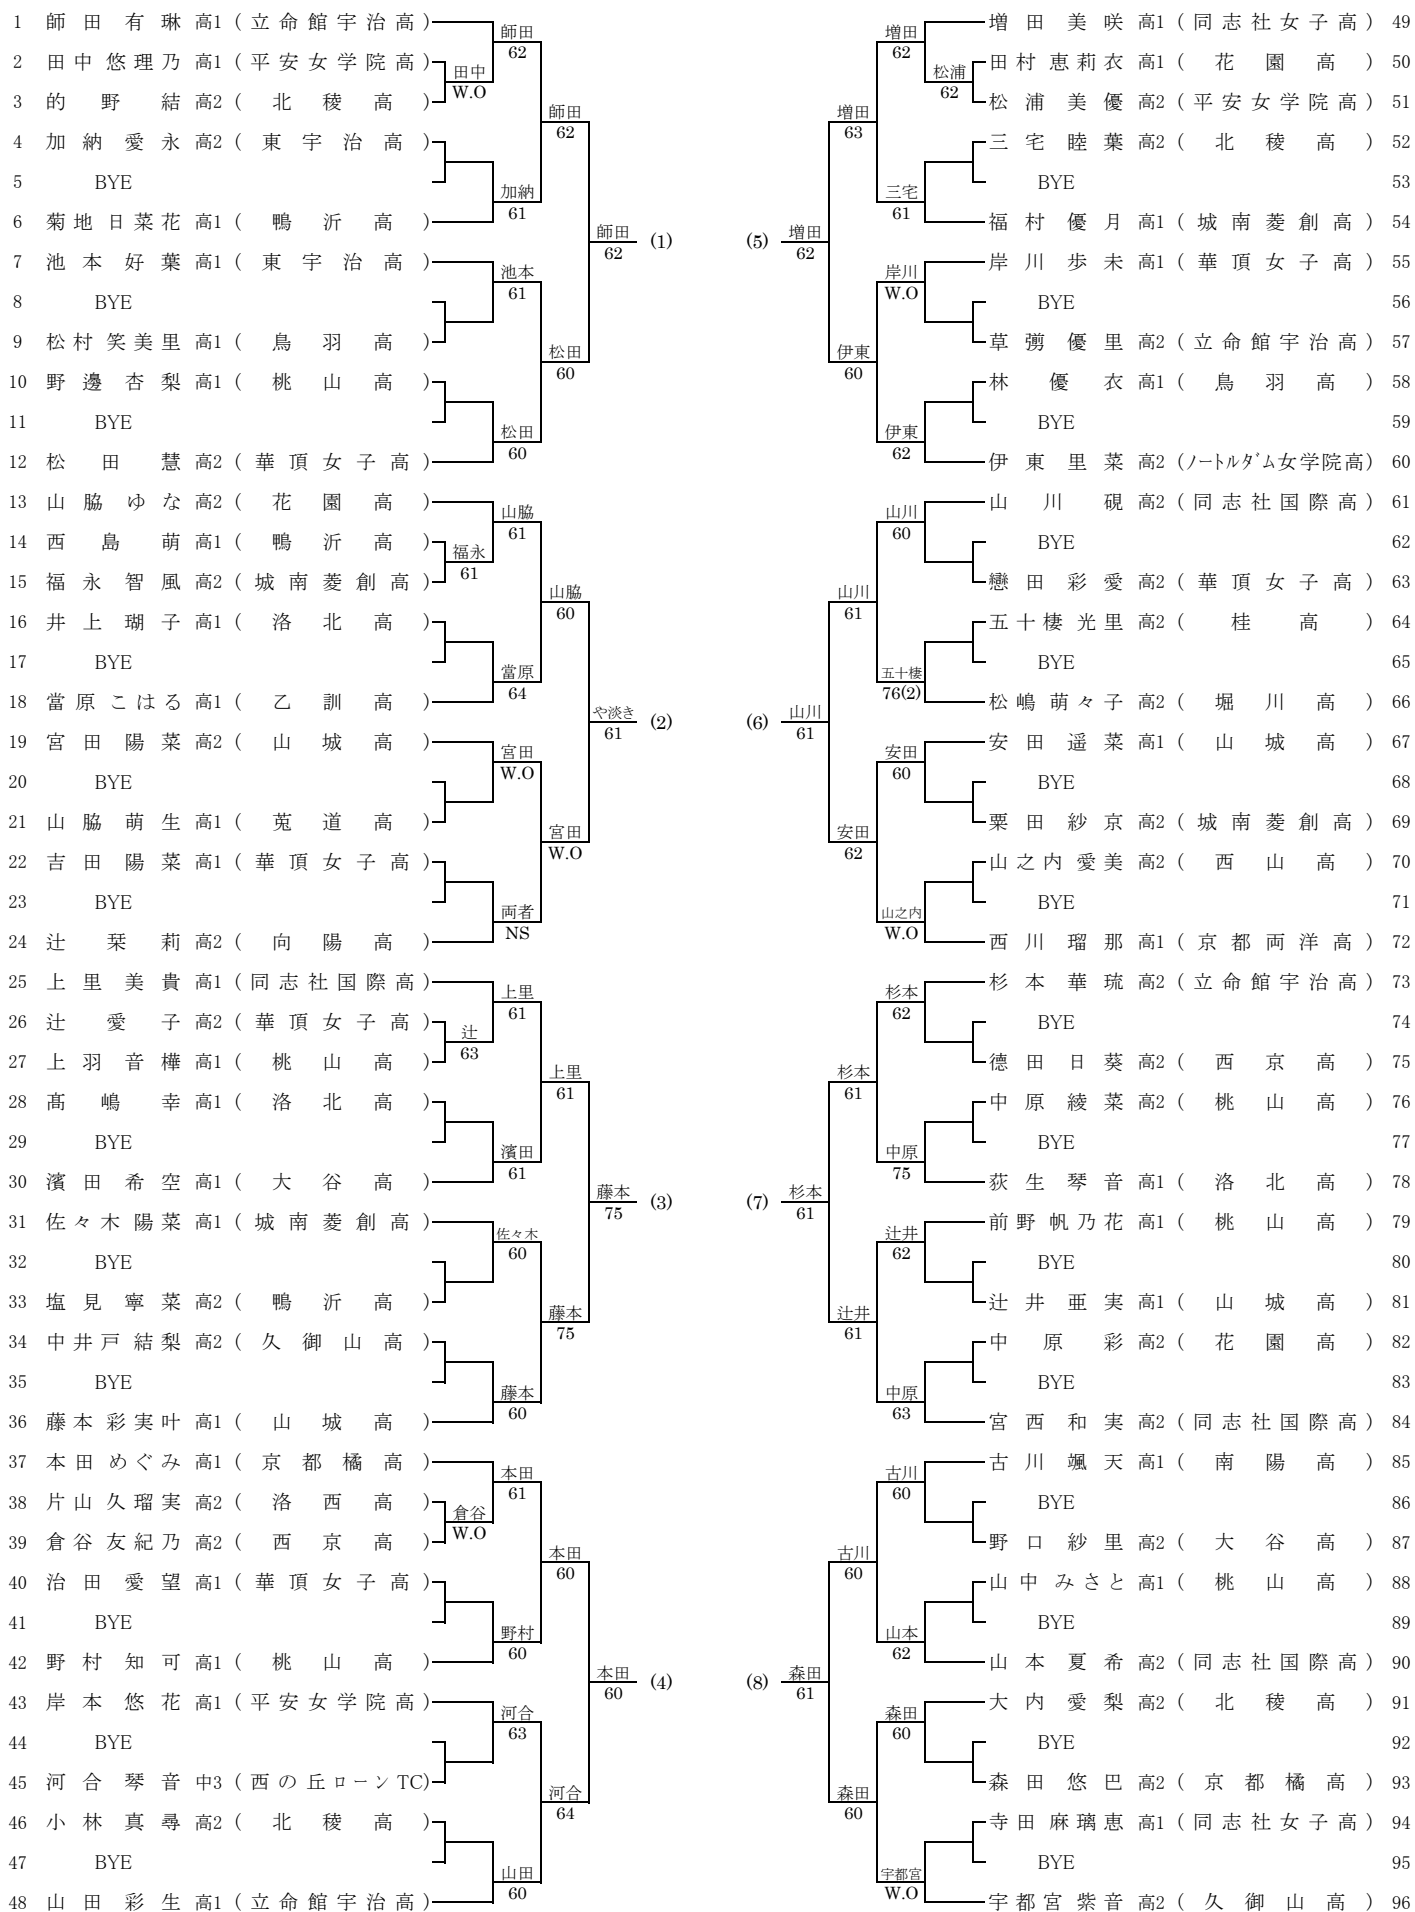 1 師田有琳 高1 (立命館宇治高)
2 田中悠理乃 高1 (平安女学院高)
3 的野結 高2 (北稜高)
4 加納愛永 高2 (東宇治高)
5 BYE
6 菊地日菜花 高1 (鴨沂高)
7 池本好葉 高1 (東宇治高)
8 BYE
9 松村笑美里 高1 (鳥羽高)
10 野邊杏梨 高1 (桃山高)
11 BYE
12 松田慧 高2 (華頂女子高)
13 山脇ゆな 高2 (花園高)
14 西島萌 高1 (鴨沂高)
15 福永智風 高2 (城南菱創高)
16 井上瑚子 高1 (洛北高)
17 BYE
18 當原こはる 高1 (乙訓高)
19 宮田陽菜 高2 (山城高)
20 BYE
21 山脇萌生 高1 (莵道高)
22 吉田陽菜 高1 (華頂女子高)
23 BYE
24 辻栞莉 高2 (向陽高)
25 上里美貴 高1 (同志社国際高)
26 辻愛子 高2 (華頂女子高)
27 上羽音樺 高1 (桃山高)
28 髙嶋幸 高1 (洛北高)
29 BYE
30 濱田希空 高1 (大谷高)
31 佐々木陽菜 高1 (城南菱創高)
32 BYE
33 塩見寧菜 高2 (鴨沂高)
34 中井戸結梨 高2 (久御山高)
35 BYE
36 藤本彩実叶 高1 (山城高)
37 本田めぐみ 高1 (京都橘高)
38 片山久瑠実 高2 (洛西高)
39 倉谷友紀乃 高2 (西京高)
40 治田愛望 高1 (華頂女子高)
41 BYE
42 野村知可 高1 (桃山高)
43 岸本悠花 高1 (平安女学院高)
44 BYE
45 河合琴音 中3 (西の丘ローンTC)
46 小林真尋 高2 (北稜高)
47 BYE
48 山田彩生 高1 (立命館宇治高)
田中
W.O
福永
61
辻
63
倉谷
W.O
師田
62
加納
61
池本
61
松田
60
山脇
61
當原
64
宮田
W.O
両者
NS
上里
61
濱田
61
佐々木
60
藤本
60
本田
61
野村
60
河合
63
山田
60
師田
62
松田
60
山脇
60
宮田
W.O
上里
61
藤本
75
本田
60
河合
64
師田
62 (1)
や淡き
61 (2)
藤本
75 (3)
本田
60 (4)
(5) 増田
62
(6) 山川
61
(7) 杉本
61
(8) 森田
61
増田
63
伊東
60
山川
61
安田
62
杉本
61
辻井
61
古川
60
森田
60
増田
62
三宅
61
岸川
W.O
伊東
62
山川
60
五十棲
76(2)
安田
60
山之内
W.O
杉本
62
中原
75
辻井
62
中原
63
古川
60
山本
62
森田
60
宇都宮
W.O
松浦
62
増田美咲 高1 (同志社女子高) 49
田村恵莉衣 高1 (花園高) 50
松浦美優 高2 (平安女学院高) 51
三宅睦葉 高2 (北稜高) 52
BYE 53
福村優月 高1 (城南菱創高) 54
岸川歩未 高1 (華頂女子高) 55
BYE 56
草彅優里 高2 (立命館宇治高) 57
林優衣 高1 (鳥羽高) 58
BYE 59
伊東里菜 高2 (ノートルダム女学院高) 60
山川硯 高2 (同志社国際高) 61
BYE 62
戀田彩愛 高2 (華頂女子高) 63
五十棲光里 高2 (桂高) 64
BYE 65
松嶋萌々子 高2 (堀川高) 66
安田遥菜 高1 (山城高) 67
BYE 68
栗田紗京 高2 (城南菱創高) 69
山之内愛美 高2 (西山高) 70
BYE 71
西川瑠那 高1 (京都両洋高) 72
杉本華琉 高2 (立命館宇治高) 73
BYE 74
德田日葵 高2 (西京高) 75
中原綾菜 高2 (桃山高) 76
BYE 77
荻生琴音 高1 (洛北高) 78
前野帆乃花 高1 (桃山高) 79
BYE 80
辻井亜実 高1 (山城高) 81
中原彩 高2 (花園高) 82
BYE 83
宮西和実 高2 (同志社国際高) 84
古川颯天 高1 (南陽高) 85
BYE 86
野口紗里 高2 (大谷高) 87
山中みさと 高1 (桃山高) 88
BYE 89
山本夏希 高2 (同志社国際高) 90
大内愛梨 高2 (北稜高) 91
BYE 92
森田悠巴 高2 (京都橘高) 93
寺田麻璃恵 高1 (同志社女子高) 94
BYE 95
宇都宮紫音 高2 (久御山高) 96